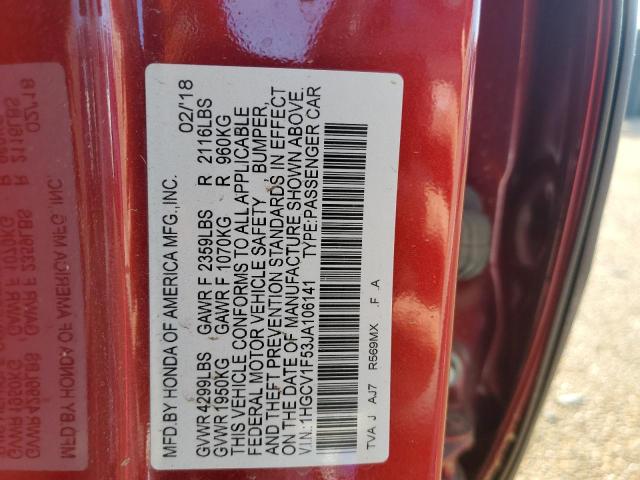 MFD.BY HONDA OF AMERICA MFG.,INC. 02/'18
GVWR 4299LBS GAWR F 2359LBS R 2116LBS
GVWR 1950KG GAWR F 1070KG R 960KG
THIS VEHICLE CONFORMS TO ALL APPLICABLE
FEDERAL MOTOR VEHICLE SAFETY BUMPER,
AND THEFT PREVENTION STANDARDS IN EFFECT
ON THE DATE OF MANUFACTURE SHOWN ABOVE.
V.I.N.:1HGCV1F53JA106141 TYPE:PASSENGER CAR
TVA J AJ7 R569MX .F .A